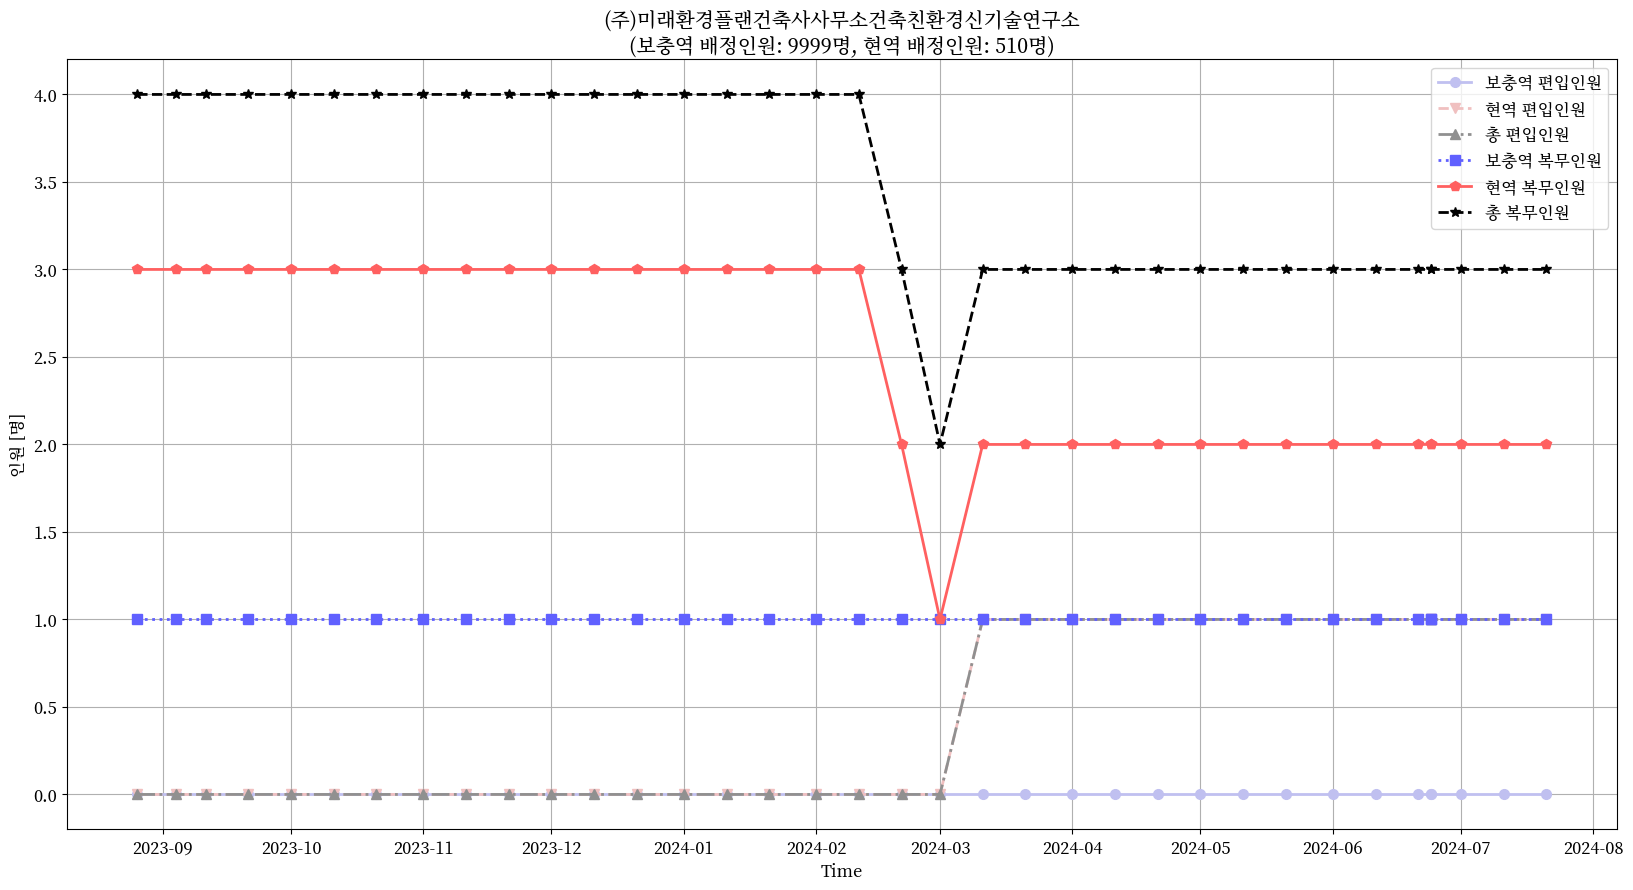 (주)미래환경플랜건축사사무소건축친환경신기술연구소
(보충역 배정인원: 9999명, 현역 배정인원: 510명)
보충역 편입인원
현역 편입인원
총 편입인원
보충역 복무인원
현역 복무인원
총 복무인원
인원 [명]
4.0
3.5
3.0
2.5
2.0
1.5
1.0
0.5
0.0
2023-09 2023-10 2023-11 2023-12 2024-01 2024-02 2024-03 2024-04 2024-05 2024-06 2024-07 2024-08
Time